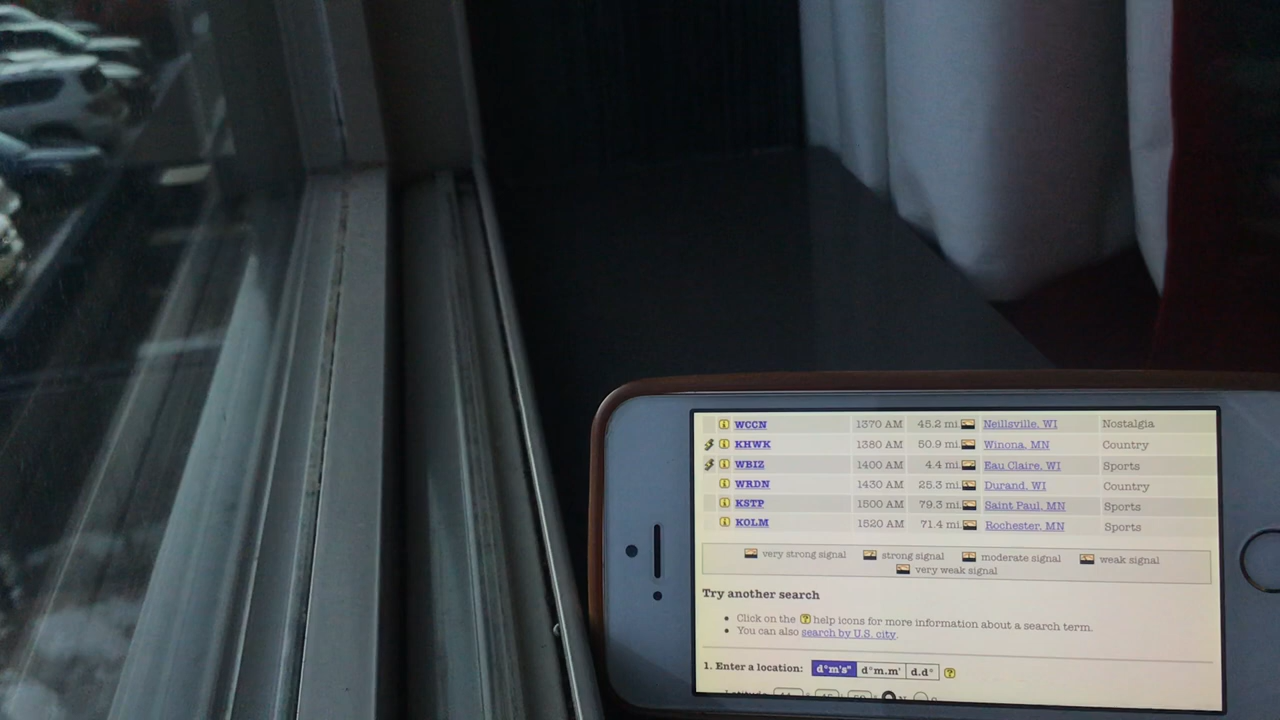 WCCN 1370 AM 45.2 mi Neillsville, WI Nostalgia
KHWK 1380 AM 50.9 mi Winona, MN Country
WBIZ 1400 AM 4.4 mi Eau Claire, WI Sports
WRDN 1430 AM 25.3 mi Durand, WI Country
KSTP 1500 AM 79.3 mi Saint Paul, MN Sports
KOLM 1520 AM 71.4 mi Rochester, MN Sports
very strong signal strong signal moderate signal weak signal
very weak signal
Try another search
• Click on the ? help icons for more information about a search term.
• You can also search by U.S. city.
1. Enter a location: d°m's" d°m.m' d.d° ?